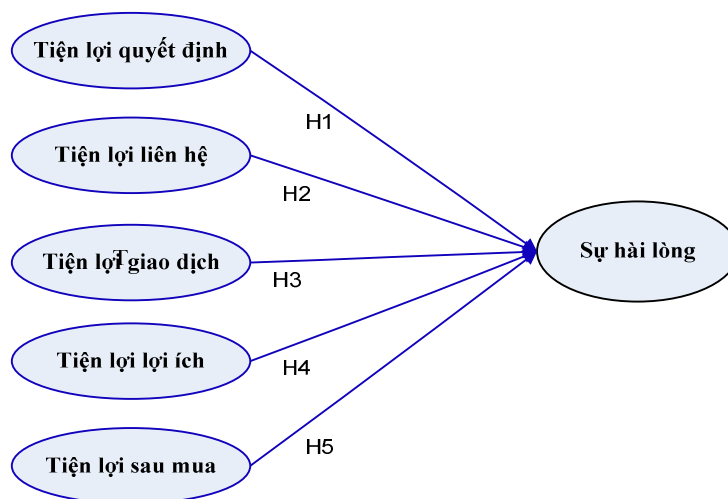 Tiện lợi quyết định
H1
Tiện lợi liên hệ
H2
Tiện lợi giao dịch
T
H3
Sự hài lòng
Tiện lợi lợi ích
H4
Tiện lợi sau mua
H5